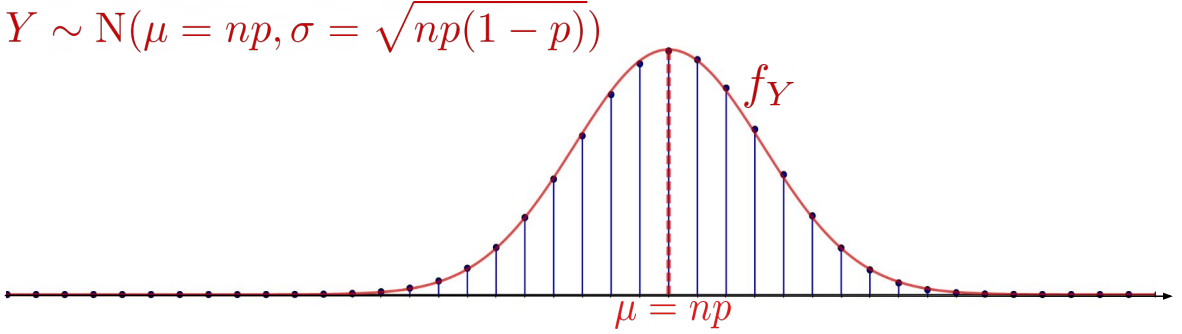 Y ∼ N(μ = np, σ = √np(1 − p))
f_Y
μ = np